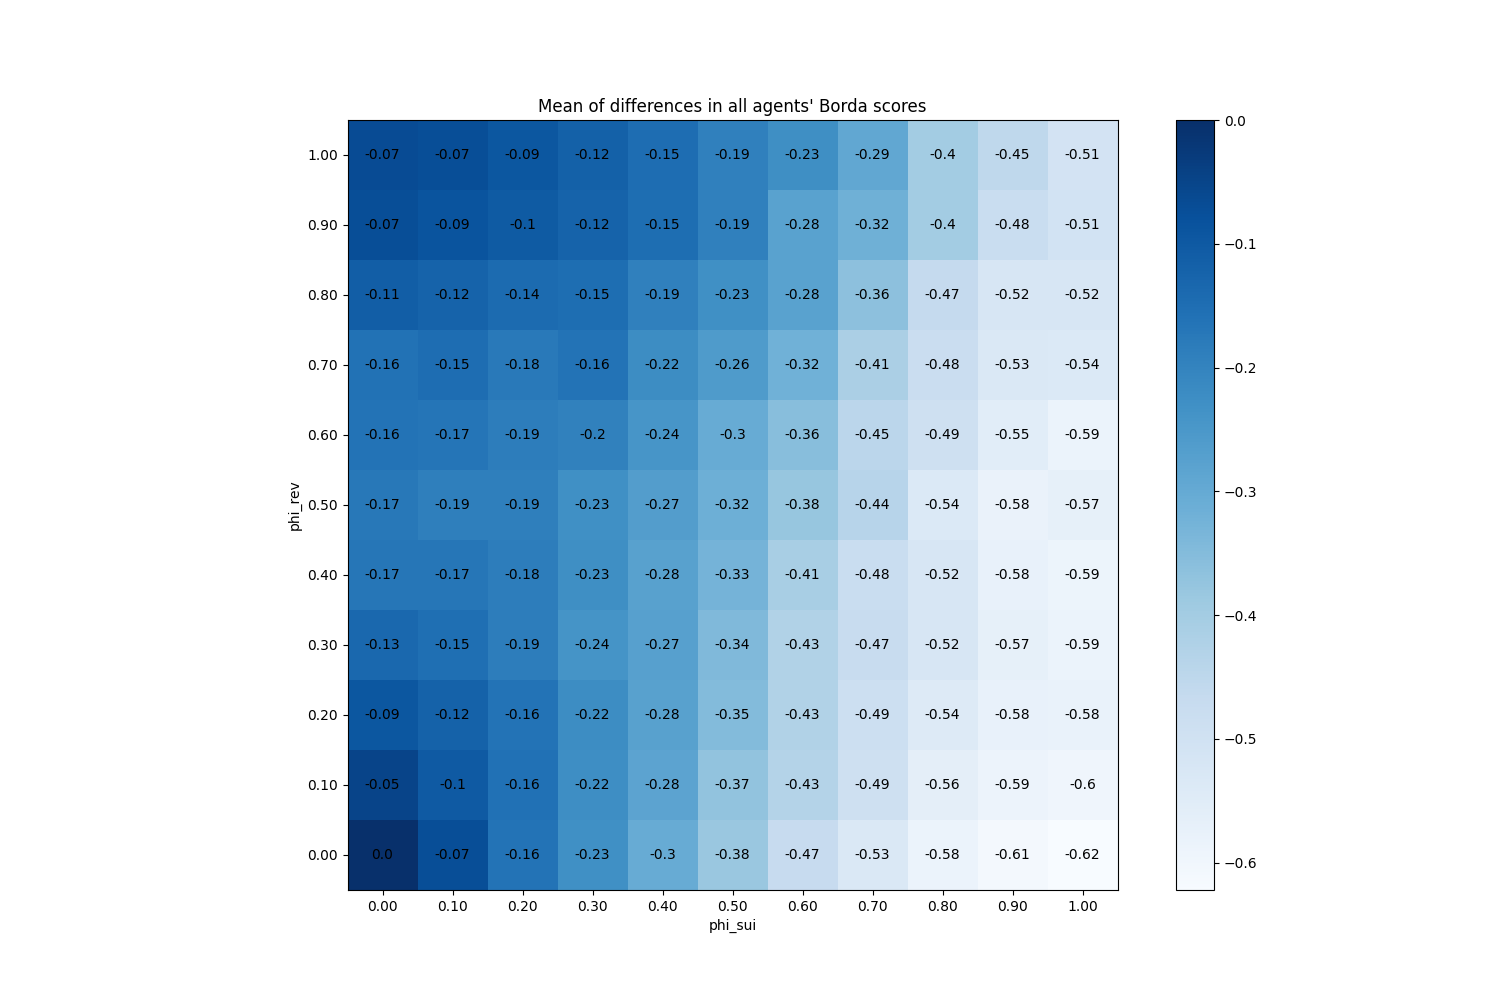 Mean of differences in all agents' Borda scores
1.00 -0.07 -0.07 -0.09 -0.12 -0.15 -0.19 -0.23 -0.29 -0.4 -0.45 -0.51
0.90 -0.07 -0.09 -0.1 -0.12 -0.15 -0.19 -0.28 -0.32 -0.4 -0.48 -0.51
0.80 -0.11 -0.12 -0.14 -0.15 -0.19 -0.23 -0.28 -0.36 -0.47 -0.52 -0.52
0.70 -0.16 -0.15 -0.18 -0.16 -0.22 -0.26 -0.32 -0.41 -0.48 -0.53 -0.54
0.60 -0.16 -0.17 -0.19 -0.2 -0.24 -0.3 -0.36 -0.45 -0.49 -0.55 -0.59
0.50 -0.17 -0.19 -0.19 -0.23 -0.27 -0.32 -0.38 -0.44 -0.54 -0.58 -0.57
0.40 -0.17 -0.17 -0.18 -0.23 -0.28 -0.33 -0.41 -0.48 -0.52 -0.58 -0.59
0.30 -0.13 -0.15 -0.19 -0.24 -0.27 -0.34 -0.43 -0.47 -0.52 -0.57 -0.59
0.20 -0.09 -0.12 -0.16 -0.22 -0.28 -0.35 -0.43 -0.49 -0.54 -0.58 -0.58
0.10 -0.05 -0.1 -0.16 -0.22 -0.28 -0.37 -0.43 -0.49 -0.56 -0.59 -0.6
0.00 0.0 -0.07 -0.16 -0.23 -0.3 -0.38 -0.47 -0.53 -0.58 -0.61 -0.62
0.00 0.10 0.20 0.30 0.40 0.50 0.60 0.70 0.80 0.90 1.00
phi_sui
phi_rev
0.0
−0.1
−0.2
−0.3
−0.4
−0.5
−0.6